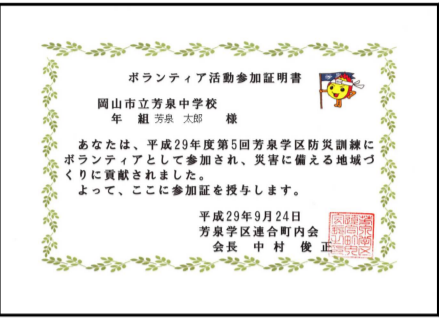 ボランティア活動参加証明書
岡山市立芳泉中学校
年 組 芳泉 太郎 様
あなたは、平成29年度第5回芳泉学区防災訓練に
ボランティアとして参加され、災害に備える地域づ
くりに貢献されました。
よって、ここに参加証を授与します。
平成29年9月24日
芳泉学区連合町内会
会長 中村 俊正